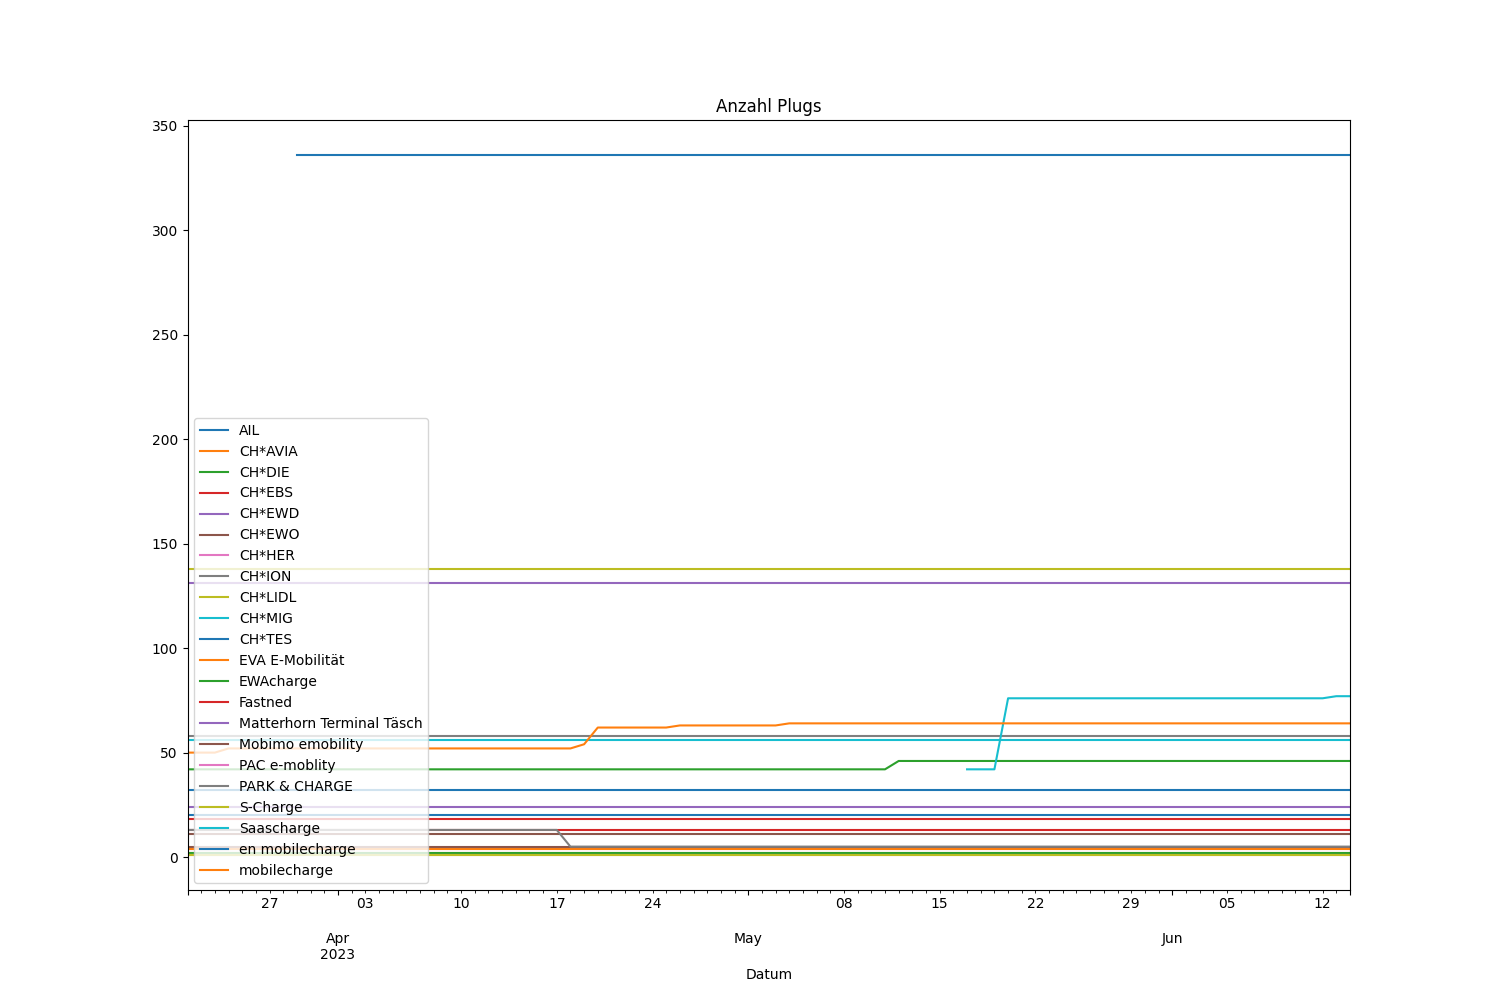 Anzahl Plugs
350
300
250
200
150
100
50
0
AIL
CH*AVIA
CH*DIE
CH*EBS
CH*EWD
CH*EWO
CH*HER
CH*ION
CH*LIDL
CH*MIG
CH*TES
EVA E-Mobilität
EWAcharge
Fastned
Matterhorn Terminal Täsch
Mobimo emobility
PAC e-moblity
PARK & CHARGE
S-Charge
Saascharge
en mobilecharge
mobilecharge
27 03 10 17 24 08 15 22 29 05 12
Apr May Jun
2023
Datum